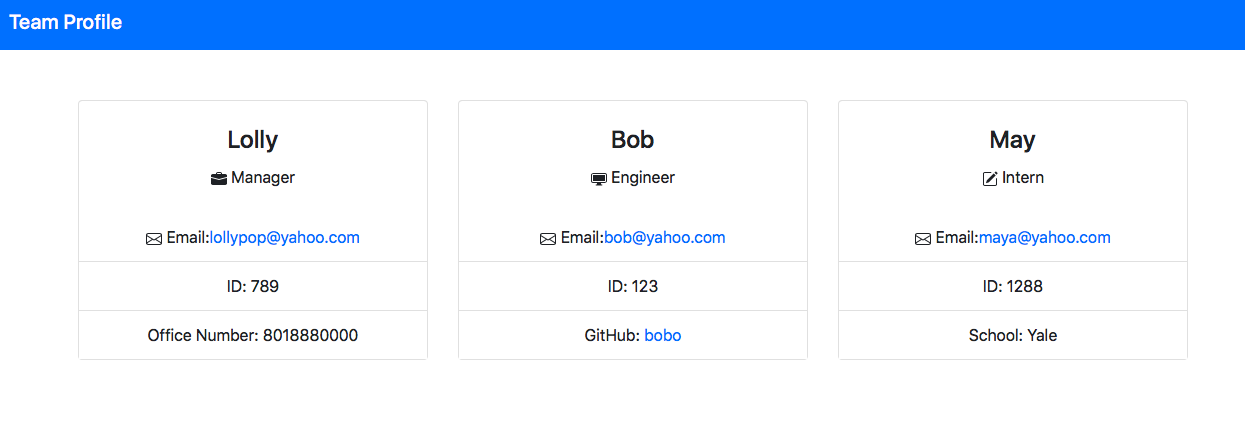 Team Profile
Lolly
Manager
Email:lollypop@yahoo.com
ID: 789
Office Number: 8018880000
Bob
Engineer
Email:bob@yahoo.com
ID: 123
GitHub: bobo
May
Intern
Email:maya@yahoo.com
ID: 1288
School: Yale